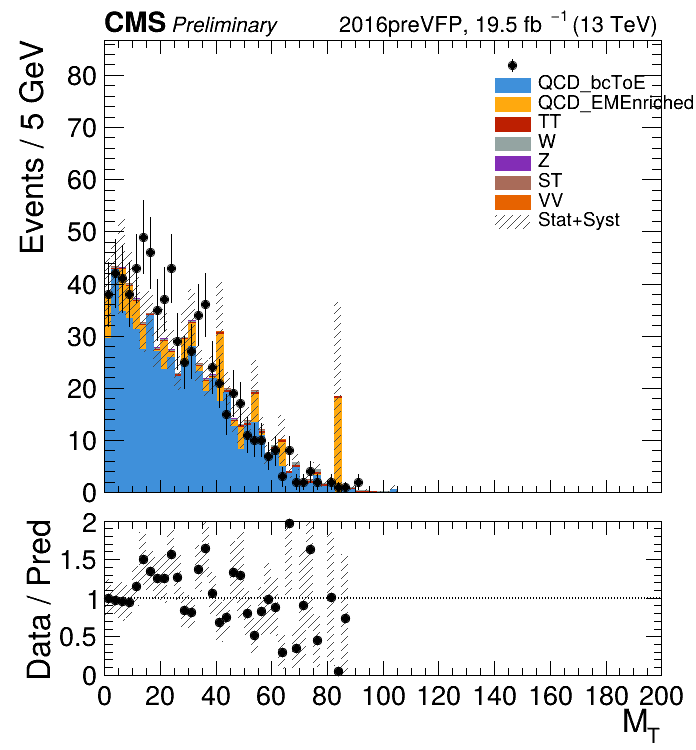 CMS Preliminary 2016preVFP, 19.5 fb⁻¹ (13 TeV)
Events / 5 GeV
80
70
60
50
40
30
20
10
0
QCD_bcToE
QCD_EMEnriched
TT
W
Z
ST
VV
Stat+Syst
Data / Pred
2
1.5
1
0.5
0
0 20 40 60 80 100 120 140 160 180 200
M_T